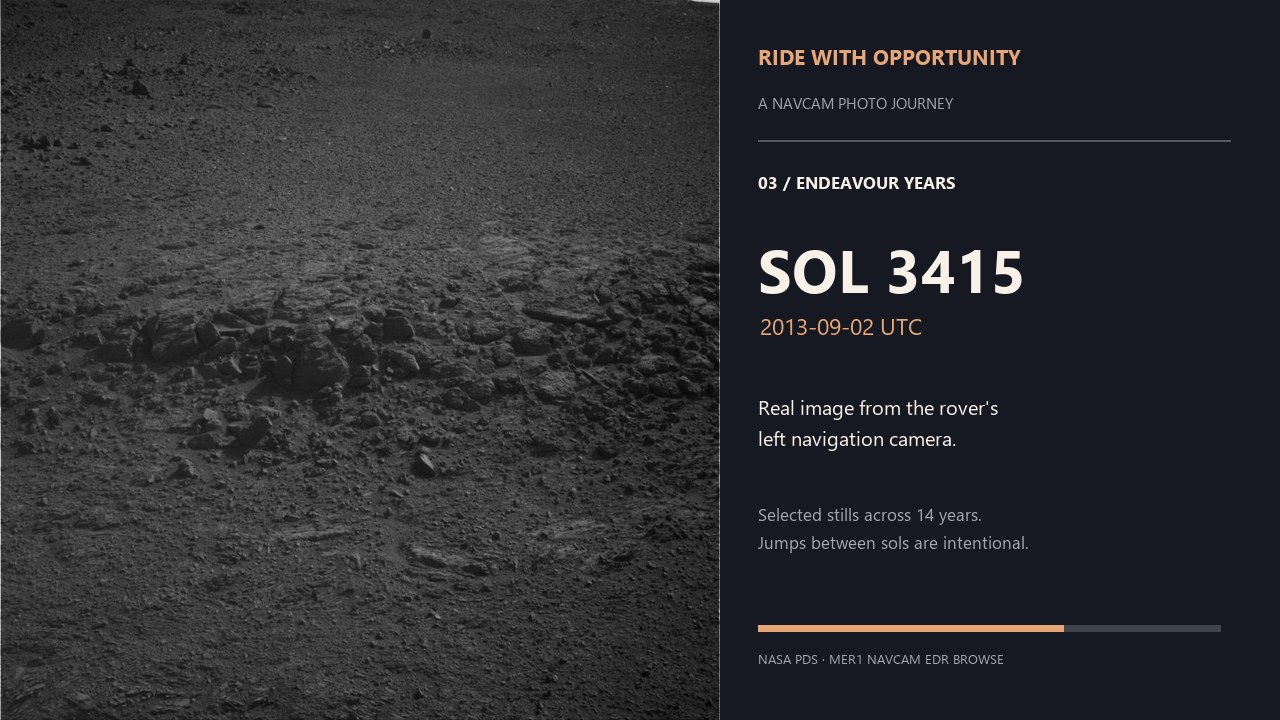 RIDE WITH OPPORTUNITY
A NAVCAM PHOTO JOURNEY
03 / ENDEAVOUR YEARS
SOL 3415
2013-09-02 UTC
Real image from the rover's
left navigation camera.
Selected stills across 14 years.
Jumps between sols are intentional.
NASA PDS · MER1 NAVCAM EDR BROWSE